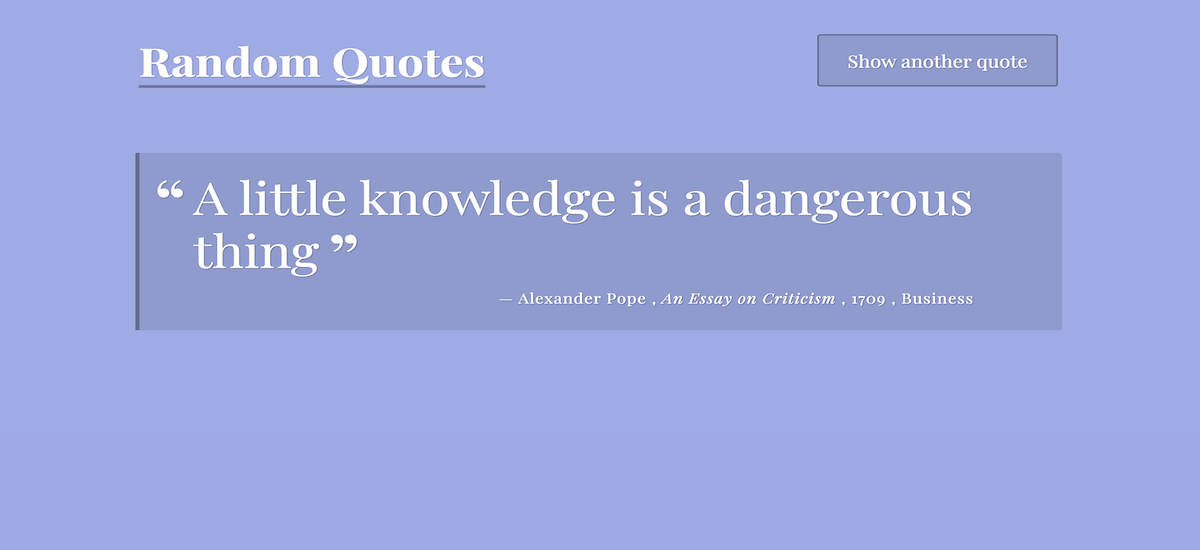 Random Quotes
Show another quote
“ A little knowledge is a dangerous
thing ”
— Alexander Pope , An Essay on Criticism , 1709 , Business